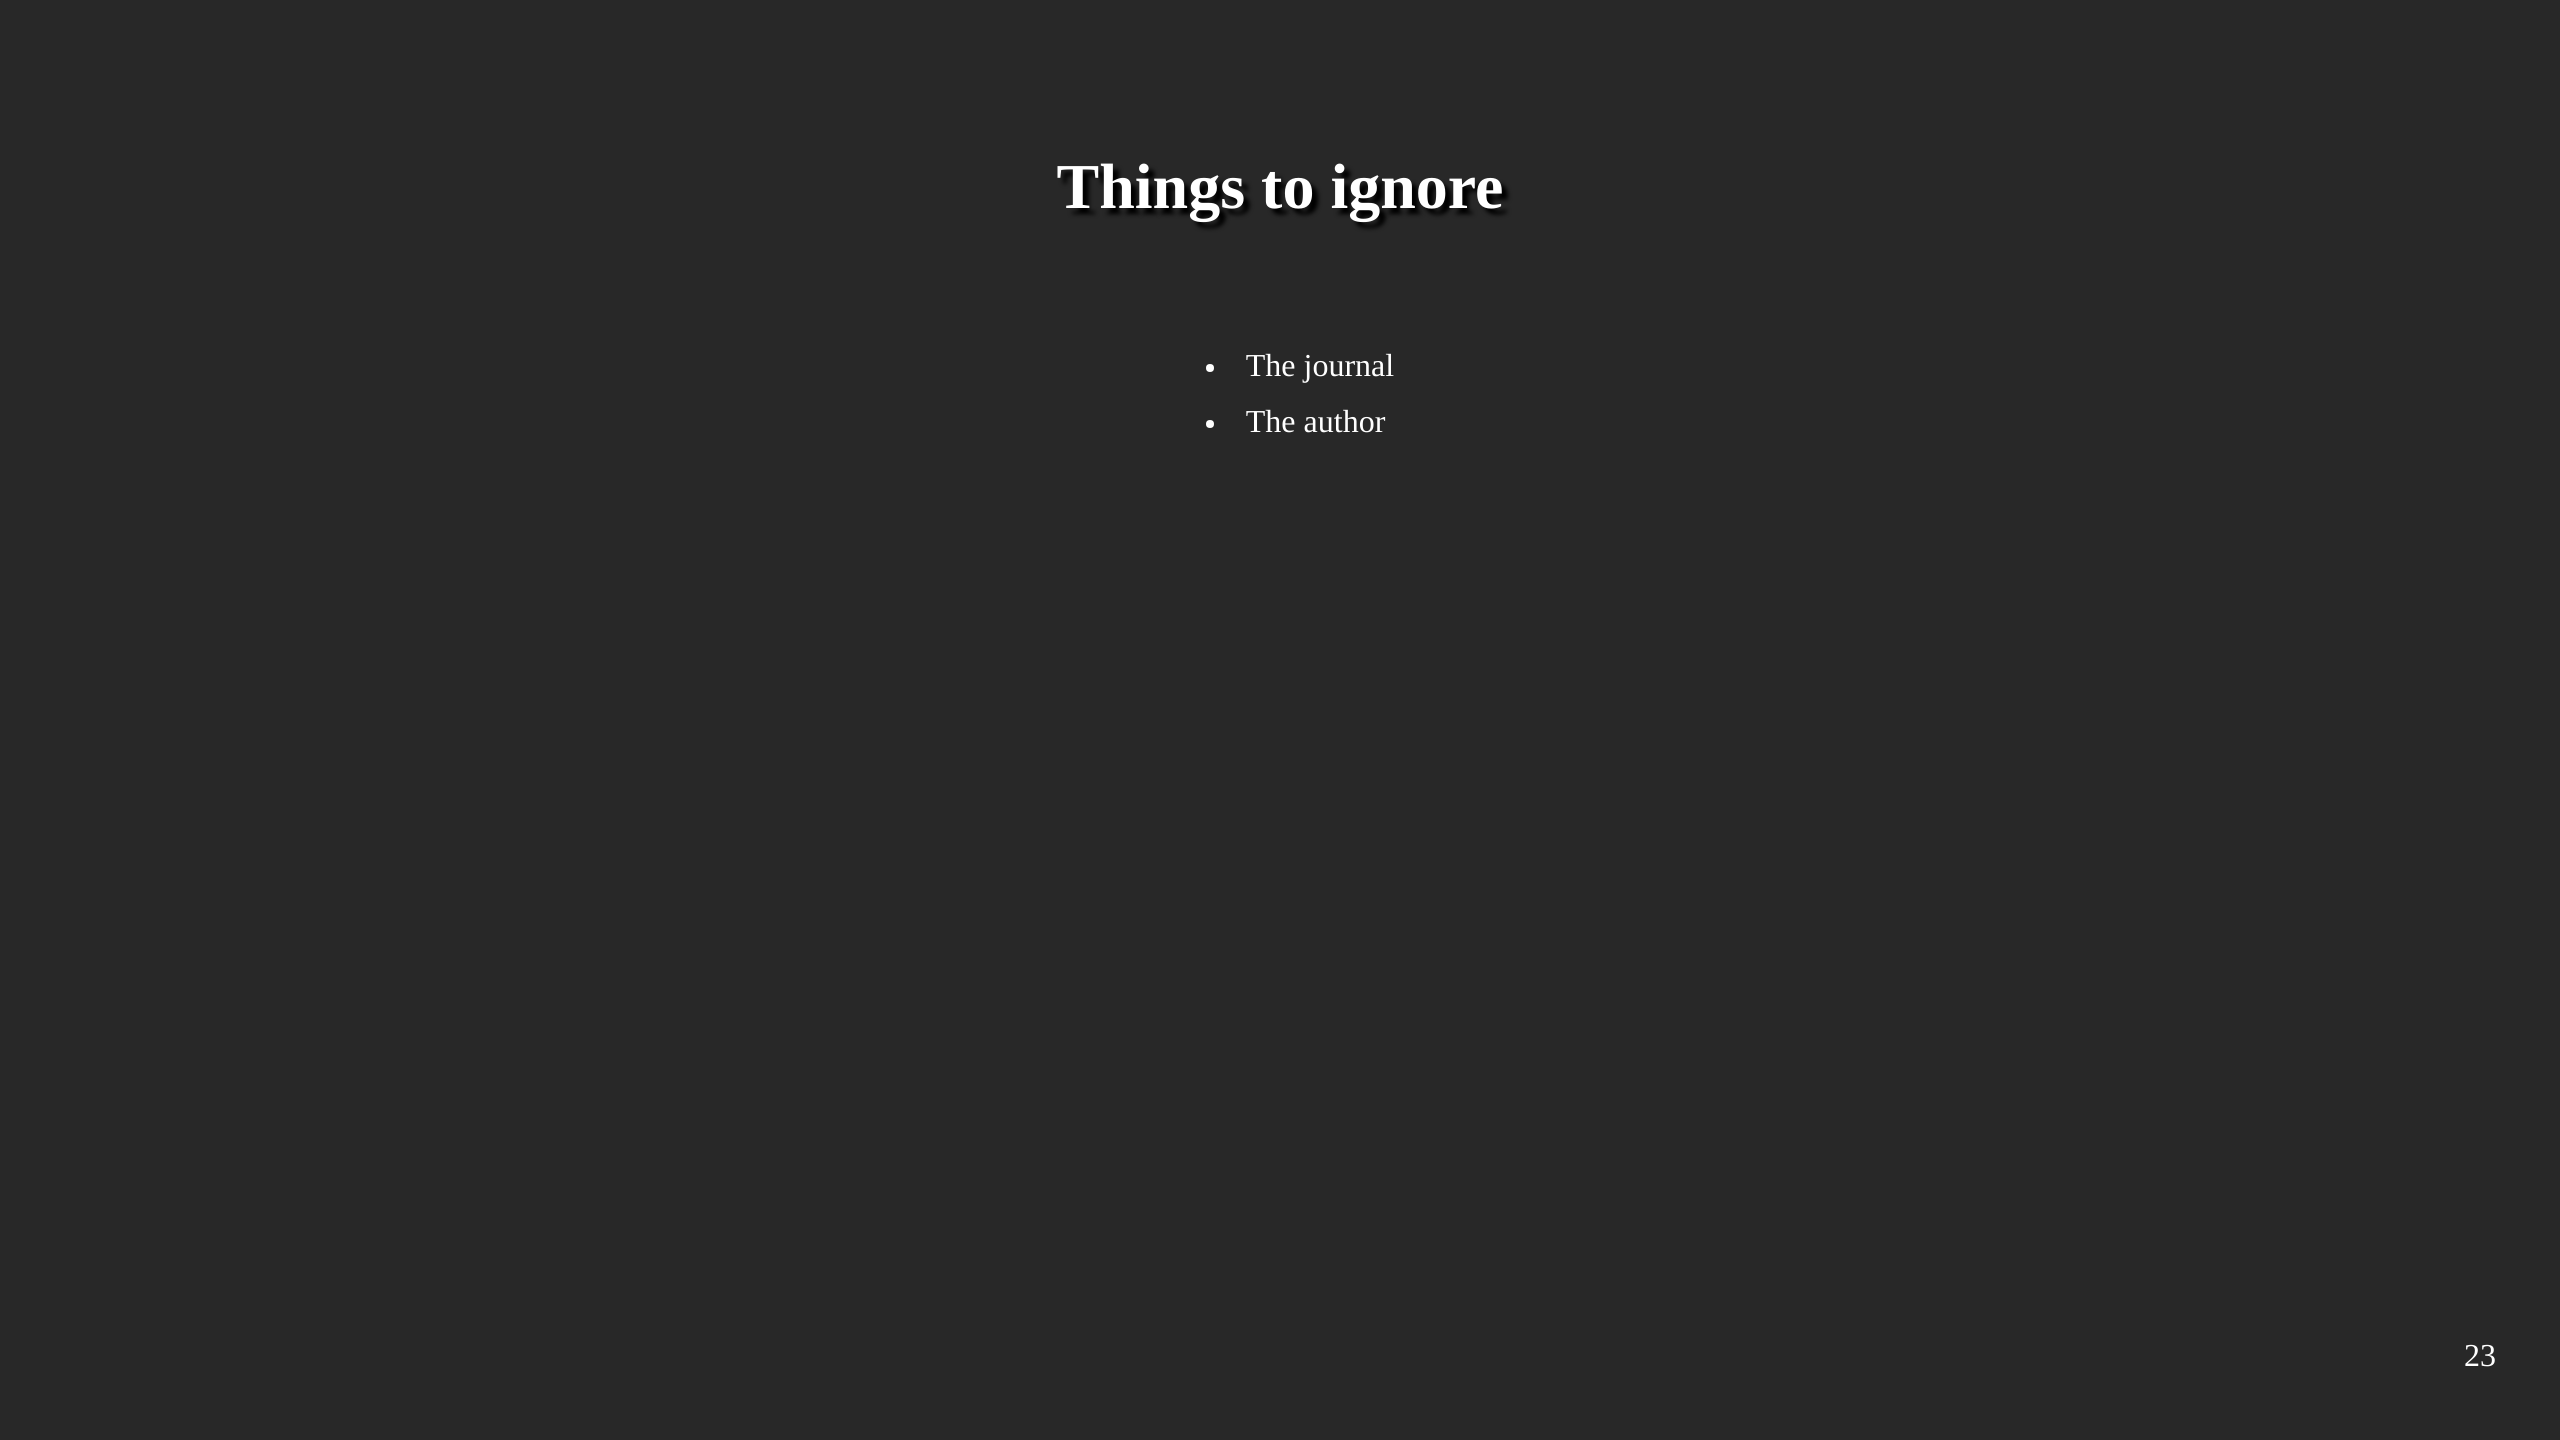 Things to ignore
• The journal
• The author
23